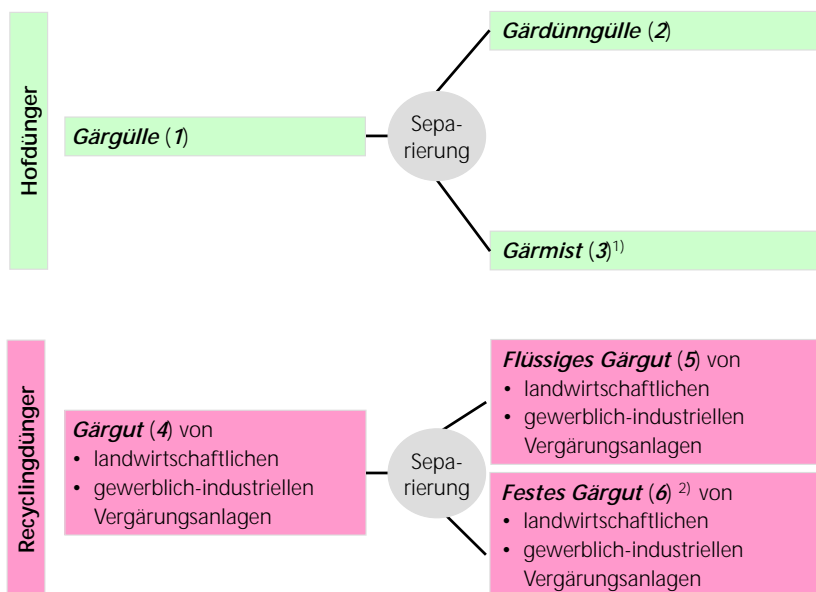 Hofdünger
Gärdünngülle (2)
Gärgülle (1)
Sepa-
rierung
Gärmist (3)1)
Recyclingdünger
Gärgut (4) von
• landwirtschaftlichen
• gewerblich-industriellen
Vergärungsanlagen
Sepa-
rierung
Flüssiges Gärgut (5) von
• landwirtschaftlichen
• gewerblich-industriellen
Vergärungsanlagen
Festes Gärgut (6) 2) von
• landwirtschaftlichen
• gewerblich-industriellen
Vergärungsanlagen